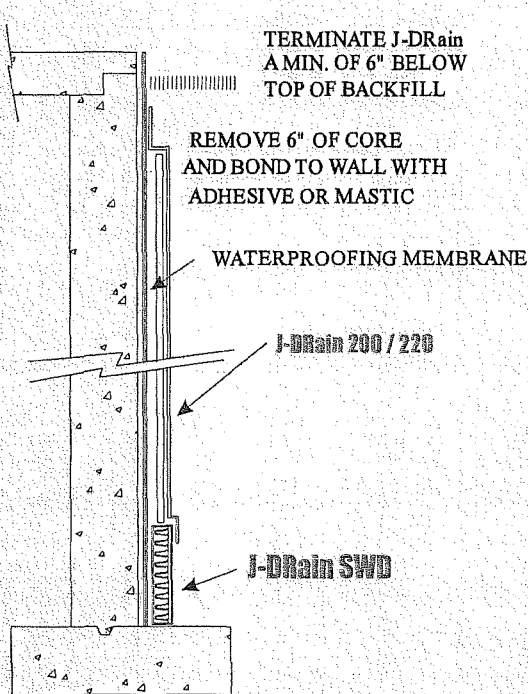 TERMINATE J-DRain
A MIN. OF 6" BELOW
TOP OF BACKFILL
REMOVE 6" OF CORE
AND BOND TO WALL WITH
ADHESIVE OR MASTIC
WATERPROOFING MEMBRANE
J-DRain 200 / 220
J-DRain SWD